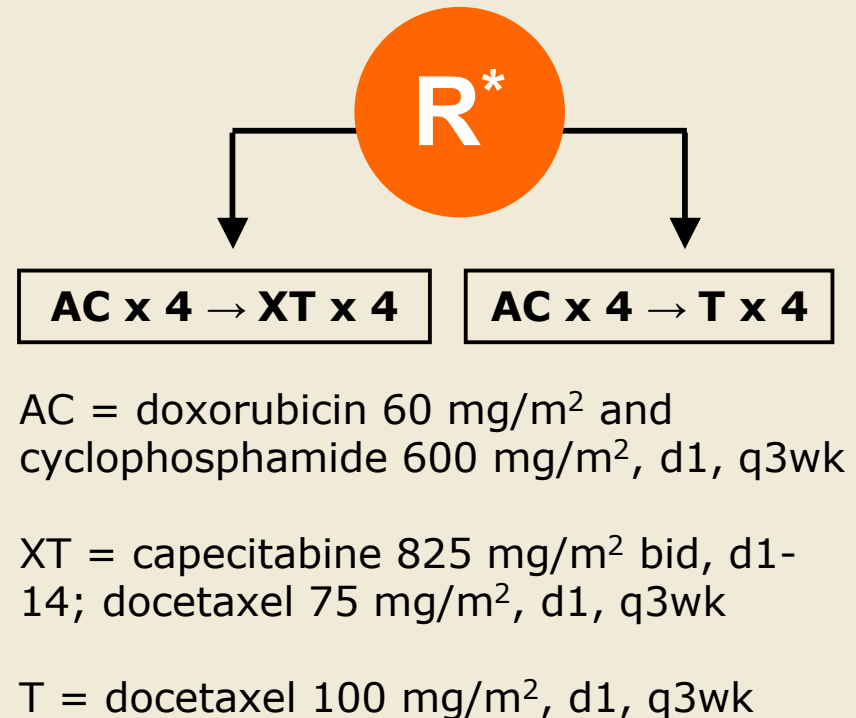 R*
AC x 4 → XT x 4
AC x 4 → T x 4
AC = doxorubicin 60 mg/m² and
cyclophosphamide 600 mg/m², d1, q3wk
XT = capecitabine 825 mg/m² bid, d1-
14; docetaxel 75 mg/m², d1, q3wk
T = docetaxel 100 mg/m², d1, q3wk